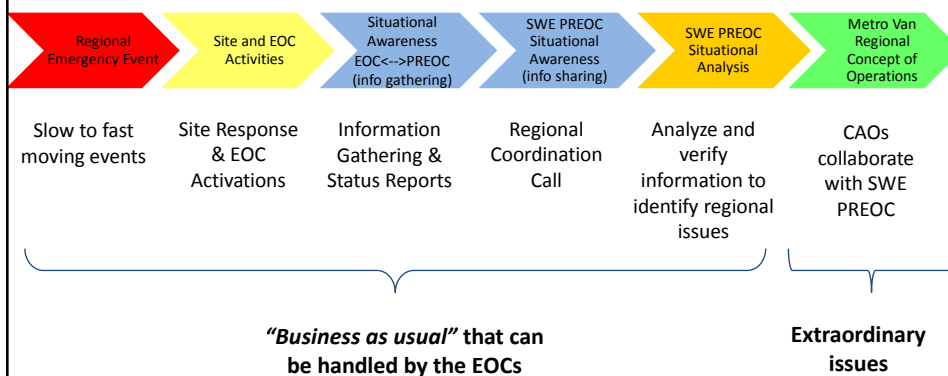 Regional
Emergency Event
Site and EOC
Activities
Situational
Awareness
EOC<-->PREOC
(info gathering)
SWE PREOC
Situational
Awareness
(info sharing)
SWE PREOC
Situational
Analysis
Metro Van
Regional
Concept of
Operations
Slow to fast
moving events
Site Response
& EOC
Activations
Information
Gathering &
Status Reports
Regional
Coordination
Call
Analyze and
verify
information to
identify regional
issues
CAOs
collaborate
with SWE
PREOC
“Business as usual” that can
be handled by the EOCs
Extraordinary
issues